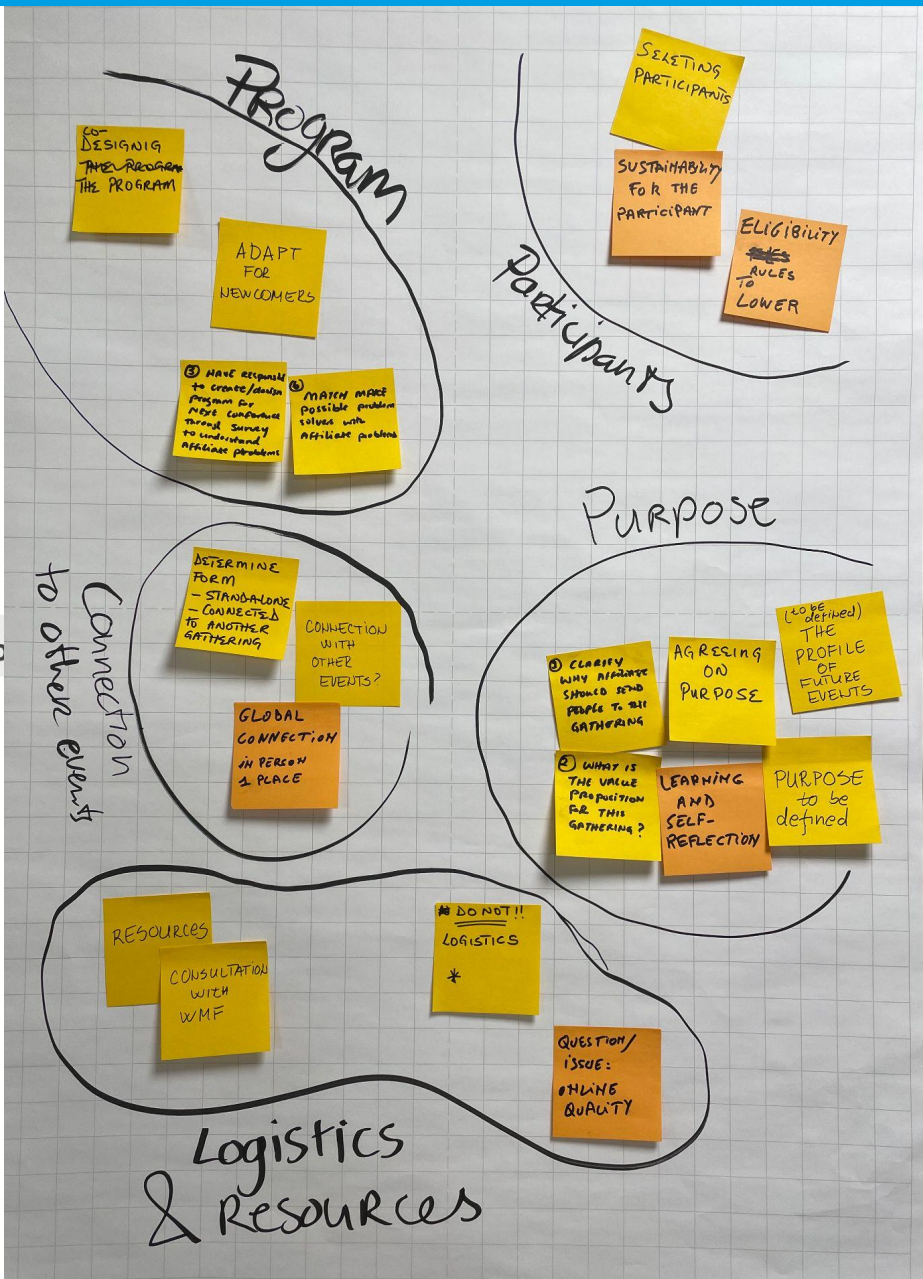 Program
CO-
DESIGNIG
THE PROGRAM
ADAPT
FOR
NEWCOMERS
③ HAVE
to create/
program for
Next conference
through survey
to understand
Affiliate problems
MATCH MAKE
possible problem
solves with
Affiliate problems
SELETING
PARTICIPANTS
SUSTAINABILITY
FOR THE
PARTICIPANT
ELIGIBILITY
RULES
TO
LOWER
Participants
Connection
to other events
DETERMINE
FORM
- STANDALONE
- CONNECTED
TO ANOTHER
GATHERING
CONNECTION
WITH
OTHER
EVENTS?
GLOBAL
CONNECTION
IN PERSON
1 PLACE
Purpose
① CLARIFY
WHY AFFILIATE
SHOULD SEND
PEOPLE TO THIS
GATHERING
AGREEING
ON
PURPOSE
(to be
defined)
THE
PROFILE
OF
FUTURE
EVENTS
② WHAT IS
THE VALUE
PROPOCITION
FOR THIS
GATHERING?
LEARNING
AND
SELF-
REFLECTION
PURPOSE
to be
defined
RESOURCES
CONSULTATION
WITH
WMF
DO NOT!!
LOGISTICS
*
QUESTION/
ISSUE:
ONLINE
QUALITY
Logistics
& Resources